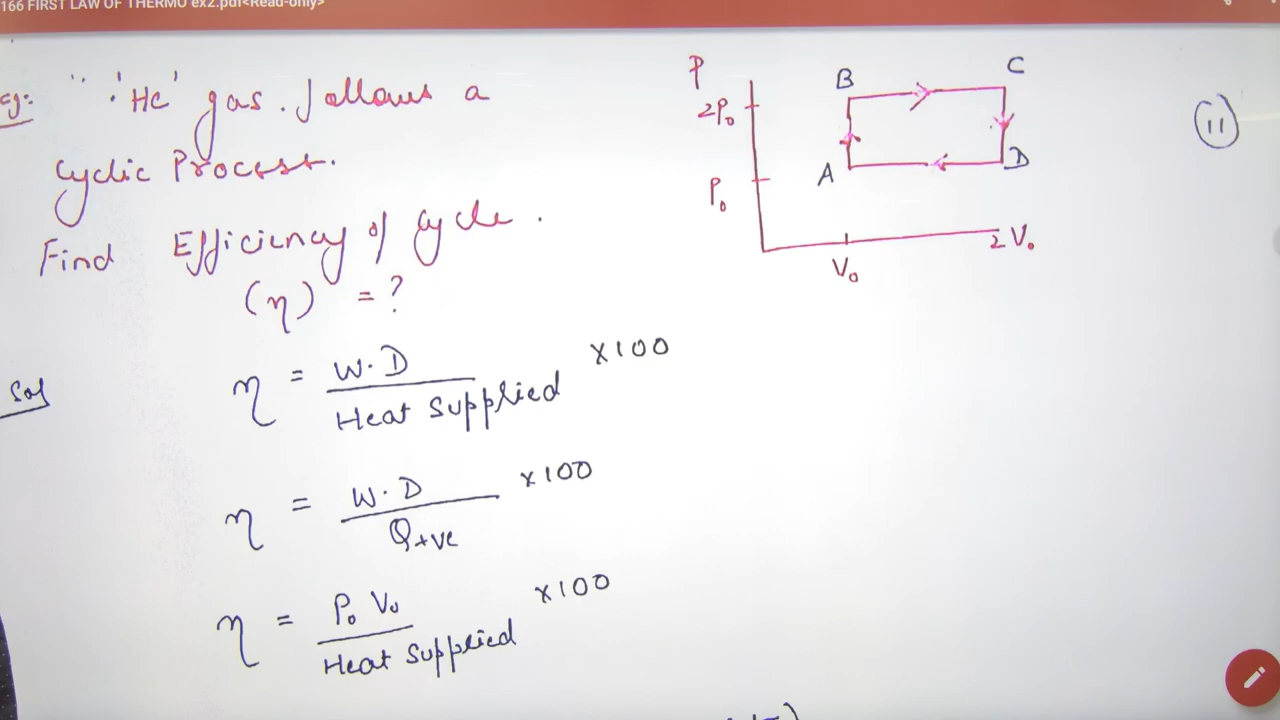 166 FIRST LAW OF THERMO ex2.pdf<Read-only>
eg: " 'He' gas. follows a
Cyclic Process.
Find Efficiency of Cycle.
(η) = ?
P
2P₀
P₀
A
B
C
D
V₀
2V₀
11
Sol
η = W.D / Heat Supplied ×100
η = W.D / Q+ve ×100
η = P₀ V₀ / Heat Supplied ×100